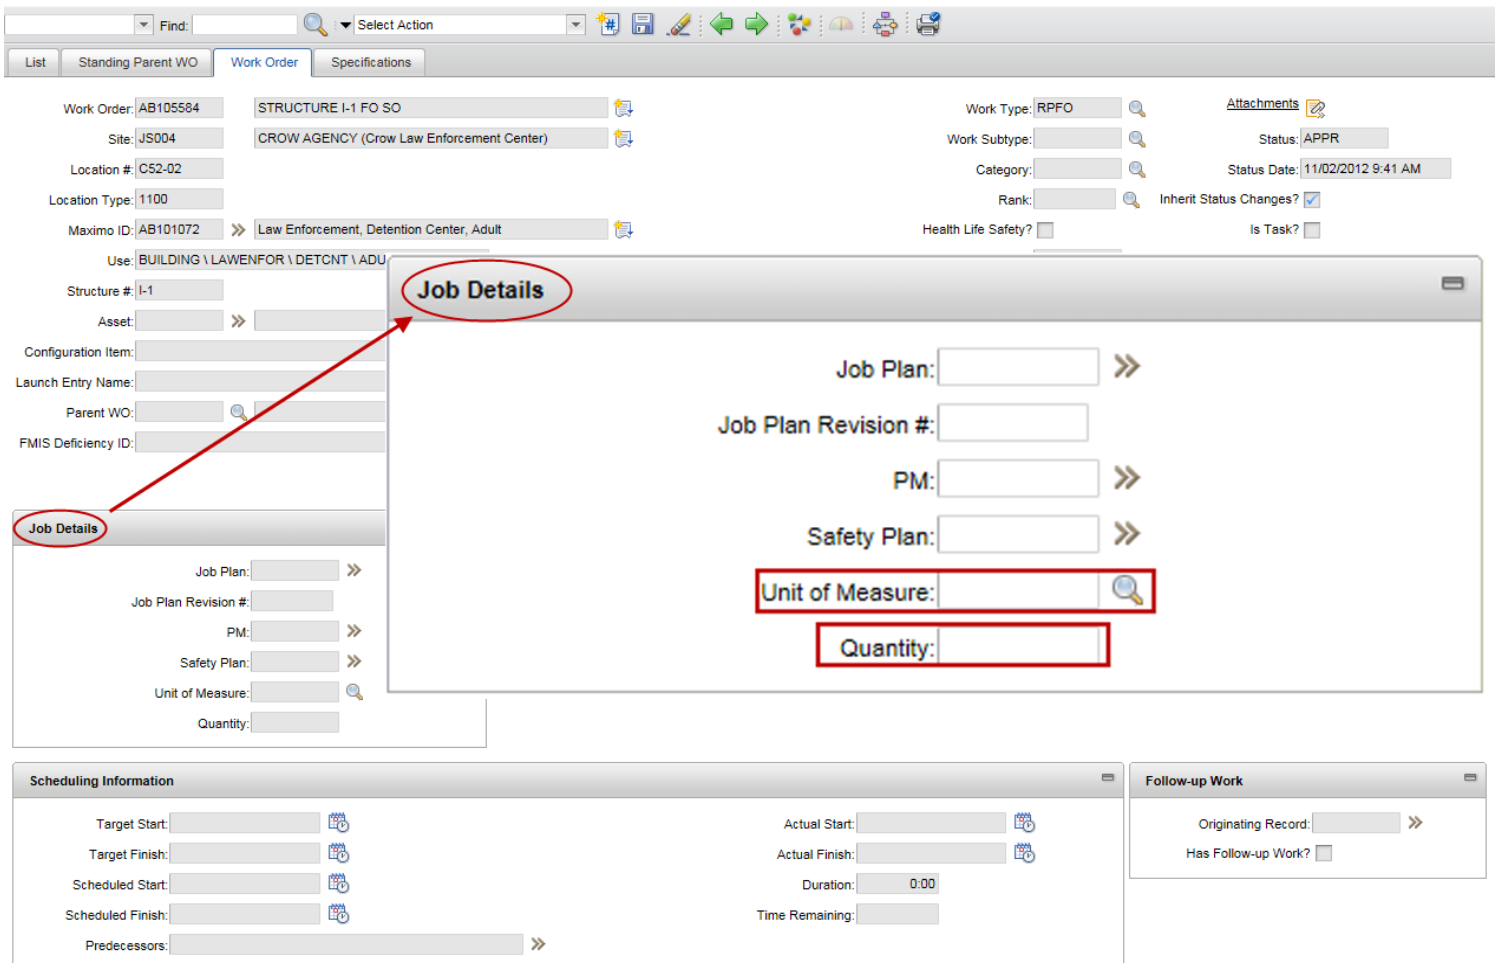 Find: Select Action
List Standing Parent WO Work Order Specifications
Work Order: AB105584 STRUCTURE I-1 FO SO Work Type: RPFO Attachments
Site: JS004 CROW AGENCY (Crow Law Enforcement Center) Work Subtype: Status: APPR
Location #: C52-02 Category: Status Date: 11/02/2012 9:41 AM
Location Type: 1100 Rank: Inherit Status Changes?
Maximo ID: AB101072 Law Enforcement, Detention Center, Adult Health Life Safety? Is Task?
Use: BUILDING \ LAWENFOR \ DETCNT \ ADU
Structure #: I-1
Asset:
Configuration Item:
Launch Entry Name:
Parent WO:
FMIS Deficiency ID:
Job Details
Job Plan:
Job Plan Revision #:
PM:
Safety Plan:
Unit of Measure:
Quantity:
Job Details
Job Plan:
Job Plan Revision #:
PM:
Safety Plan:
Unit of Measure:
Quantity:
Scheduling Information
Target Start: Actual Start:
Target Finish: Actual Finish:
Scheduled Start: Duration: 0:00
Scheduled Finish: Time Remaining:
Predecessors:
Follow-up Work
Originating Record:
Has Follow-up Work?